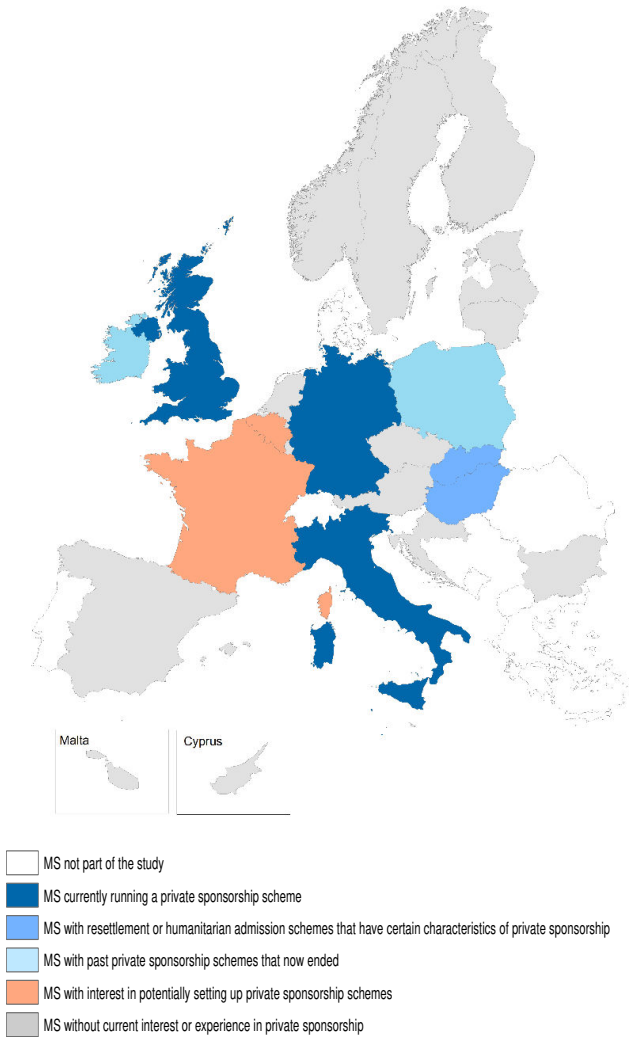 Malta
Cyprus
MS not part of the study
MS currently running a private sponsorship scheme
MS with resettlement or humanitarian admission schemes that have certain characteristics of private sponsorship
MS with past private sponsorship schemes that now ended
MS with interest in potentially setting up private sponsorship schemes
MS without current interest or experience in private sponsorship